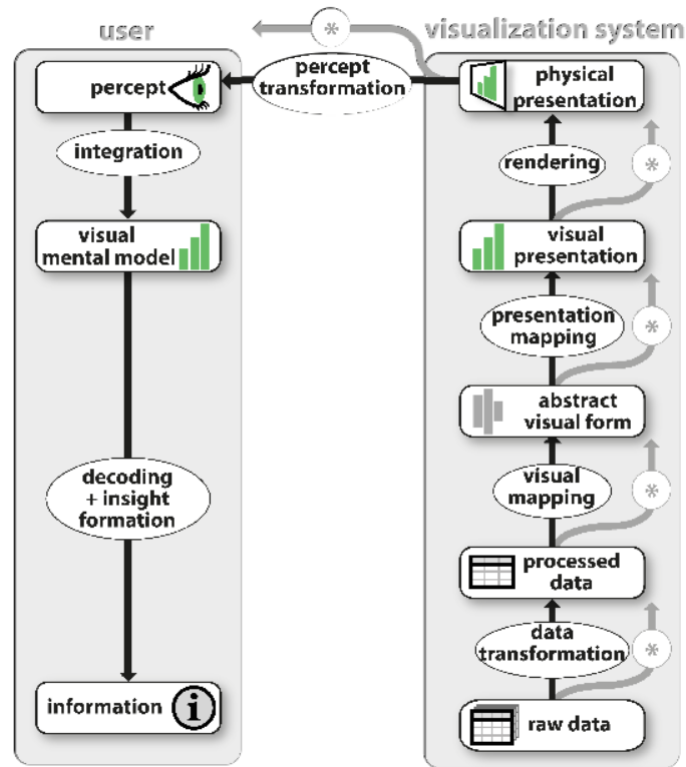 user
*
visualization system
percept
percept
transformation
physical
presentation
integration
rendering
*
visual
mental model
visual
presentation
presentation
mapping
*
abstract
visual form
decoding
+ insight
formation
visual
mapping
*
processed
data
data
transformation
*
information
i
raw data